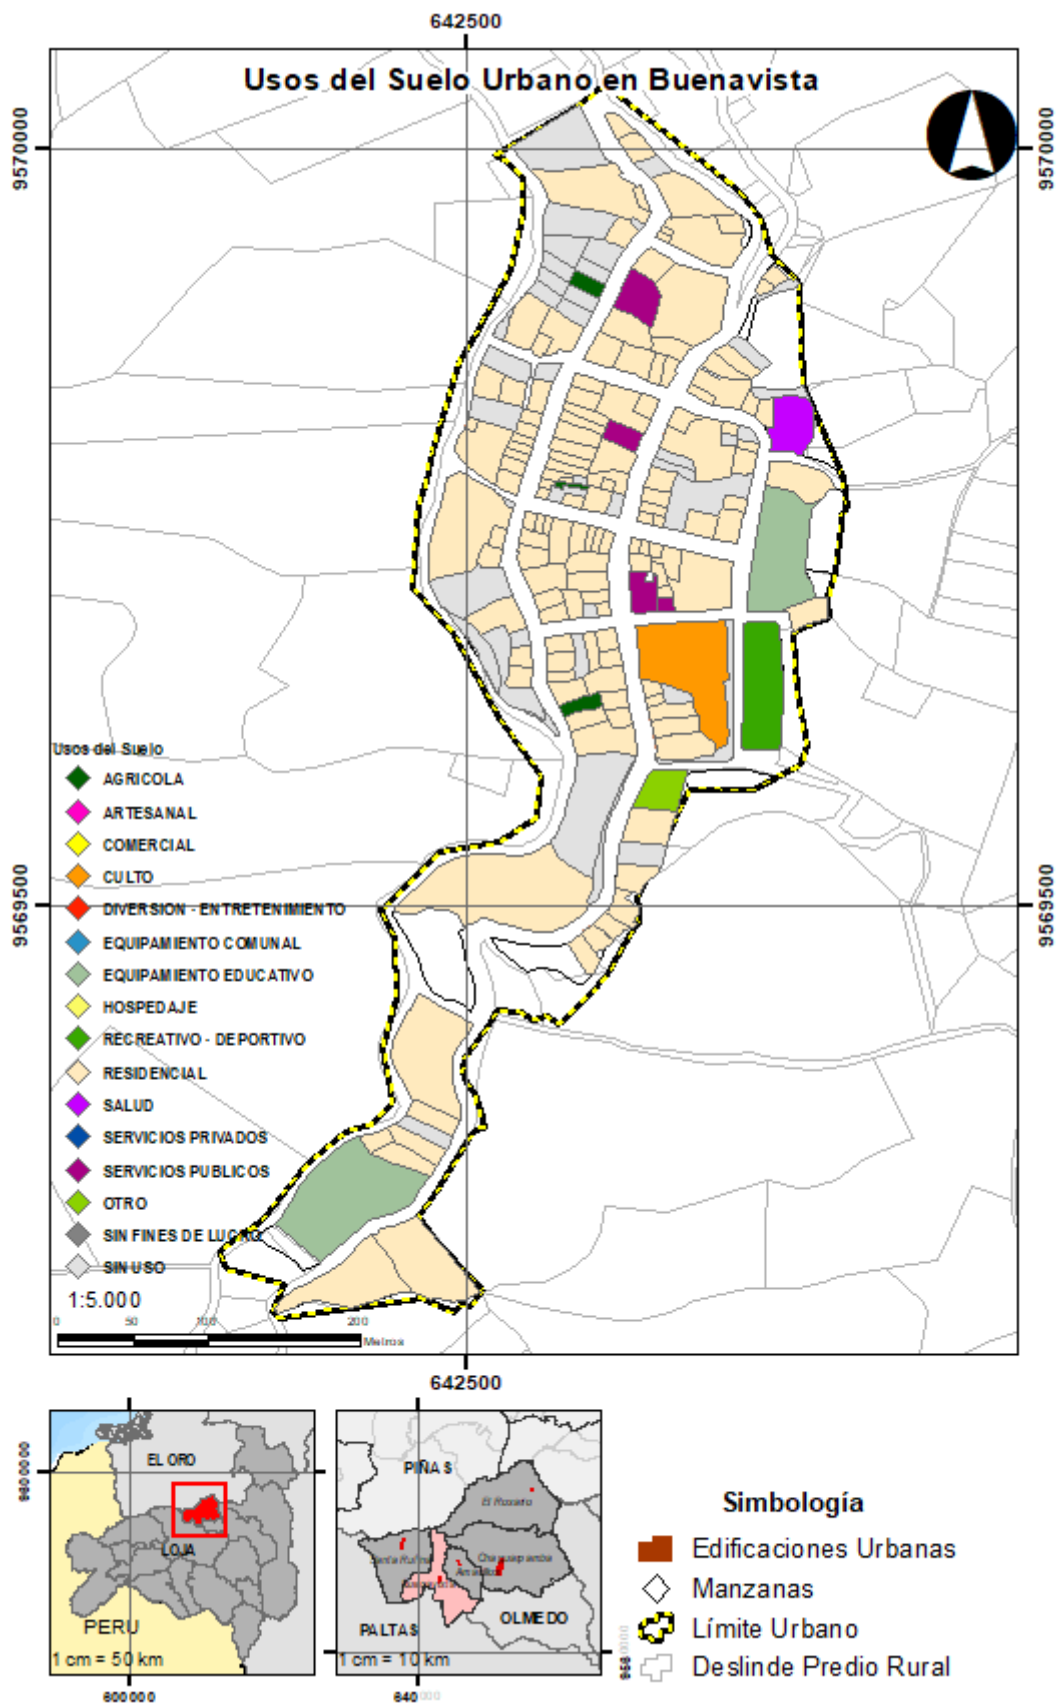 642500
Usos del Suelo Urbano en Buenavista
9570000
9570000
9569500
9569500
Usos del Suelo
AGRICOLA
ARTESANAL
COMERCIAL
CULTO
DIVERSION - ENTRETENIMIENTO
EQUIPAMIENTO COMUNAL
EQUIPAMIENTO EDUCATIVO
HOSPEDAJE
RECREATIVO - DEPORTIVO
RESIDENCIAL
SALUD
SERVICIOS PRIVADOS
SERVICIOS PUBLICOS
OTRO
SIN FINES DE LUCRO
SIN USO
1:5.000
0 50 100 200
Metros
642500
EL ORO
LOJA
PERU
1 cm = 50 km
600000
PIÑAS
El Rosario
Santa Rufina
Chaguarpamba
PALTAS
OLMEDO
1 cm = 10 km
640000
Simbología
Edificaciones Urbanas
Manzanas
Límite Urbano
Deslinde Predio Rural